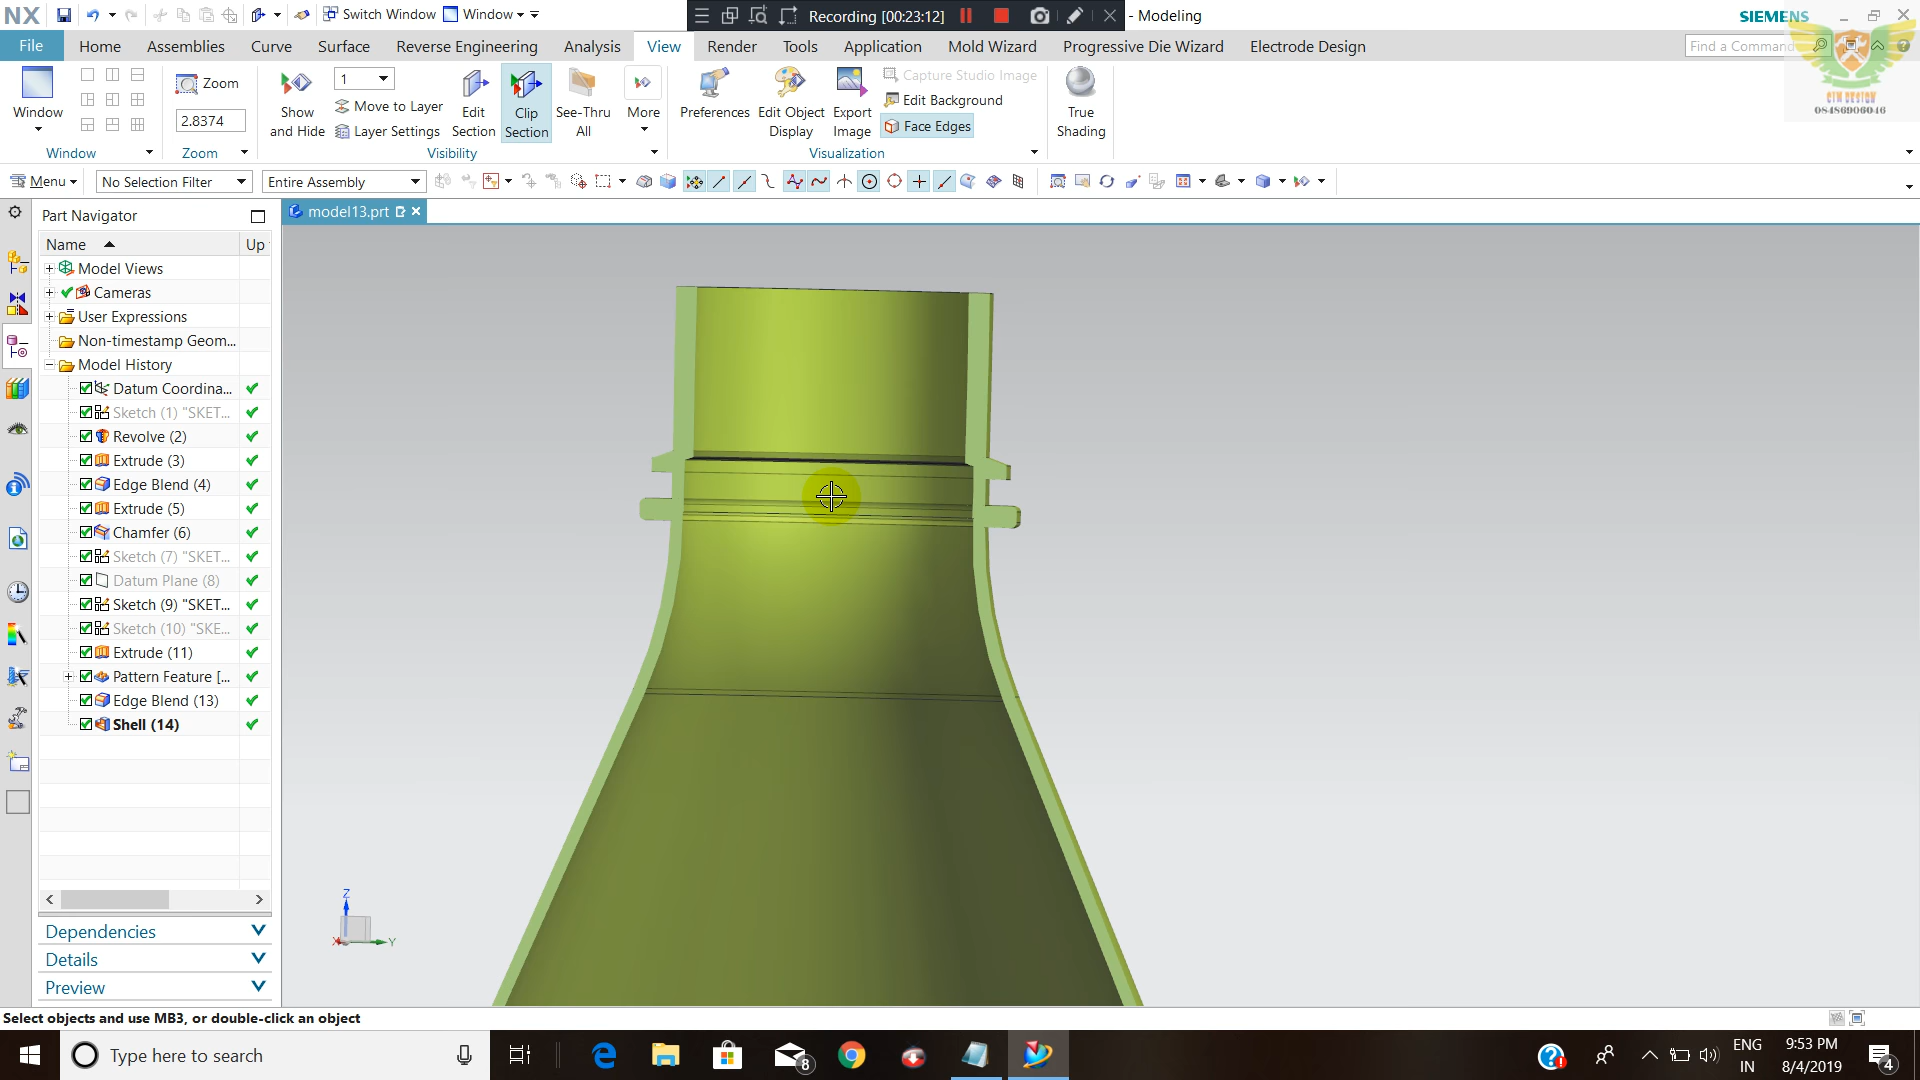 NX Switch Window Window Recording [00:23:12] - Modeling SIEMENS
File Home Assemblies Curve Surface Reverse Engineering Analysis View Render Tools Application Mold Wizard Progressive Die Wizard Electrode Design Find a Command
Window
Zoom
2.8374
Show and Hide
1
Move to Layer
Layer Settings
Edit Section
Clip Section
See-Thru All
More
Preferences
Edit Object Display
Export Image
Capture Studio Image
Edit Background
Face Edges
True Shading
CIM DESIGN
08486906046
Window Zoom Visibility Visualization
Menu No Selection Filter Entire Assembly
Part Navigator
model13.prt
Name Up
Model Views
Cameras
User Expressions
Non-timestamp Geom...
Model History
Datum Coordina...
Sketch (1) "SKET...
Revolve (2)
Extrude (3)
Edge Blend (4)
Extrude (5)
Chamfer (6)
Sketch (7) "SKET...
Datum Plane (8)
Sketch (9) "SKET...
Sketch (10) "SKE...
Extrude (11)
Pattern Feature [...
Edge Blend (13)
Shell (14)
Z
X
Y
Dependencies
Details
Preview
Select objects and use MB3, or double-click an object
Type here to search
8
ENG
IN
9:53 PM
8/4/2019
4